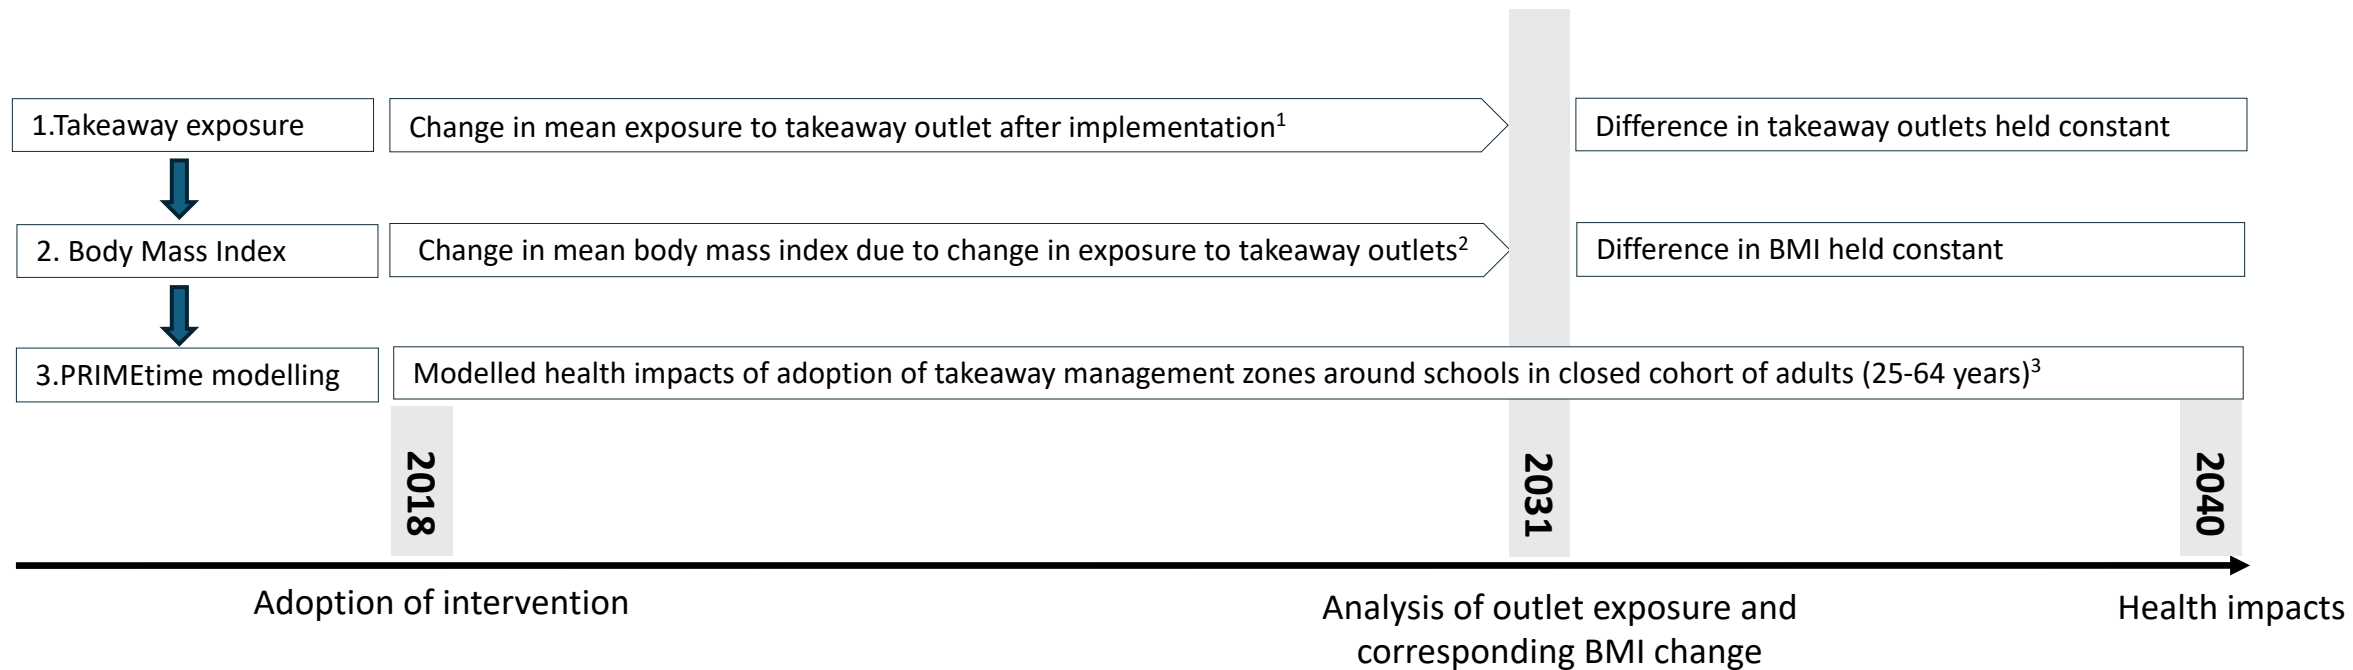 1.Takeaway exposure
Change in mean exposure to takeaway outlet after implementation¹
Difference in takeaway outlets held constant
2. Body Mass Index
Change in mean body mass index due to change in exposure to takeaway outlets²
Difference in BMI held constant
3.PRIMEtime modelling
Modelled health impacts of adoption of takeaway management zones around schools in closed cohort of adults (25-64 years)³
2018
2031
2040
Adoption of intervention
Analysis of outlet exposure and
corresponding BMI change
Health impacts